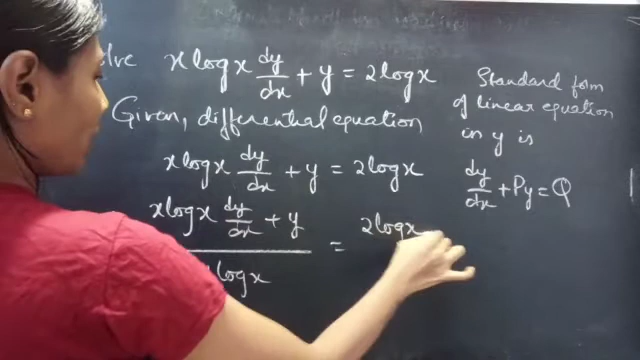 x log x dy/dx + y = 2 log x
Given, differential equation
x log x dy/dx + y = 2 log x
x log x dy/dx + y = 2 log x
log x
Standard form
of linear equation
in y is
dy/dx + Py = Q